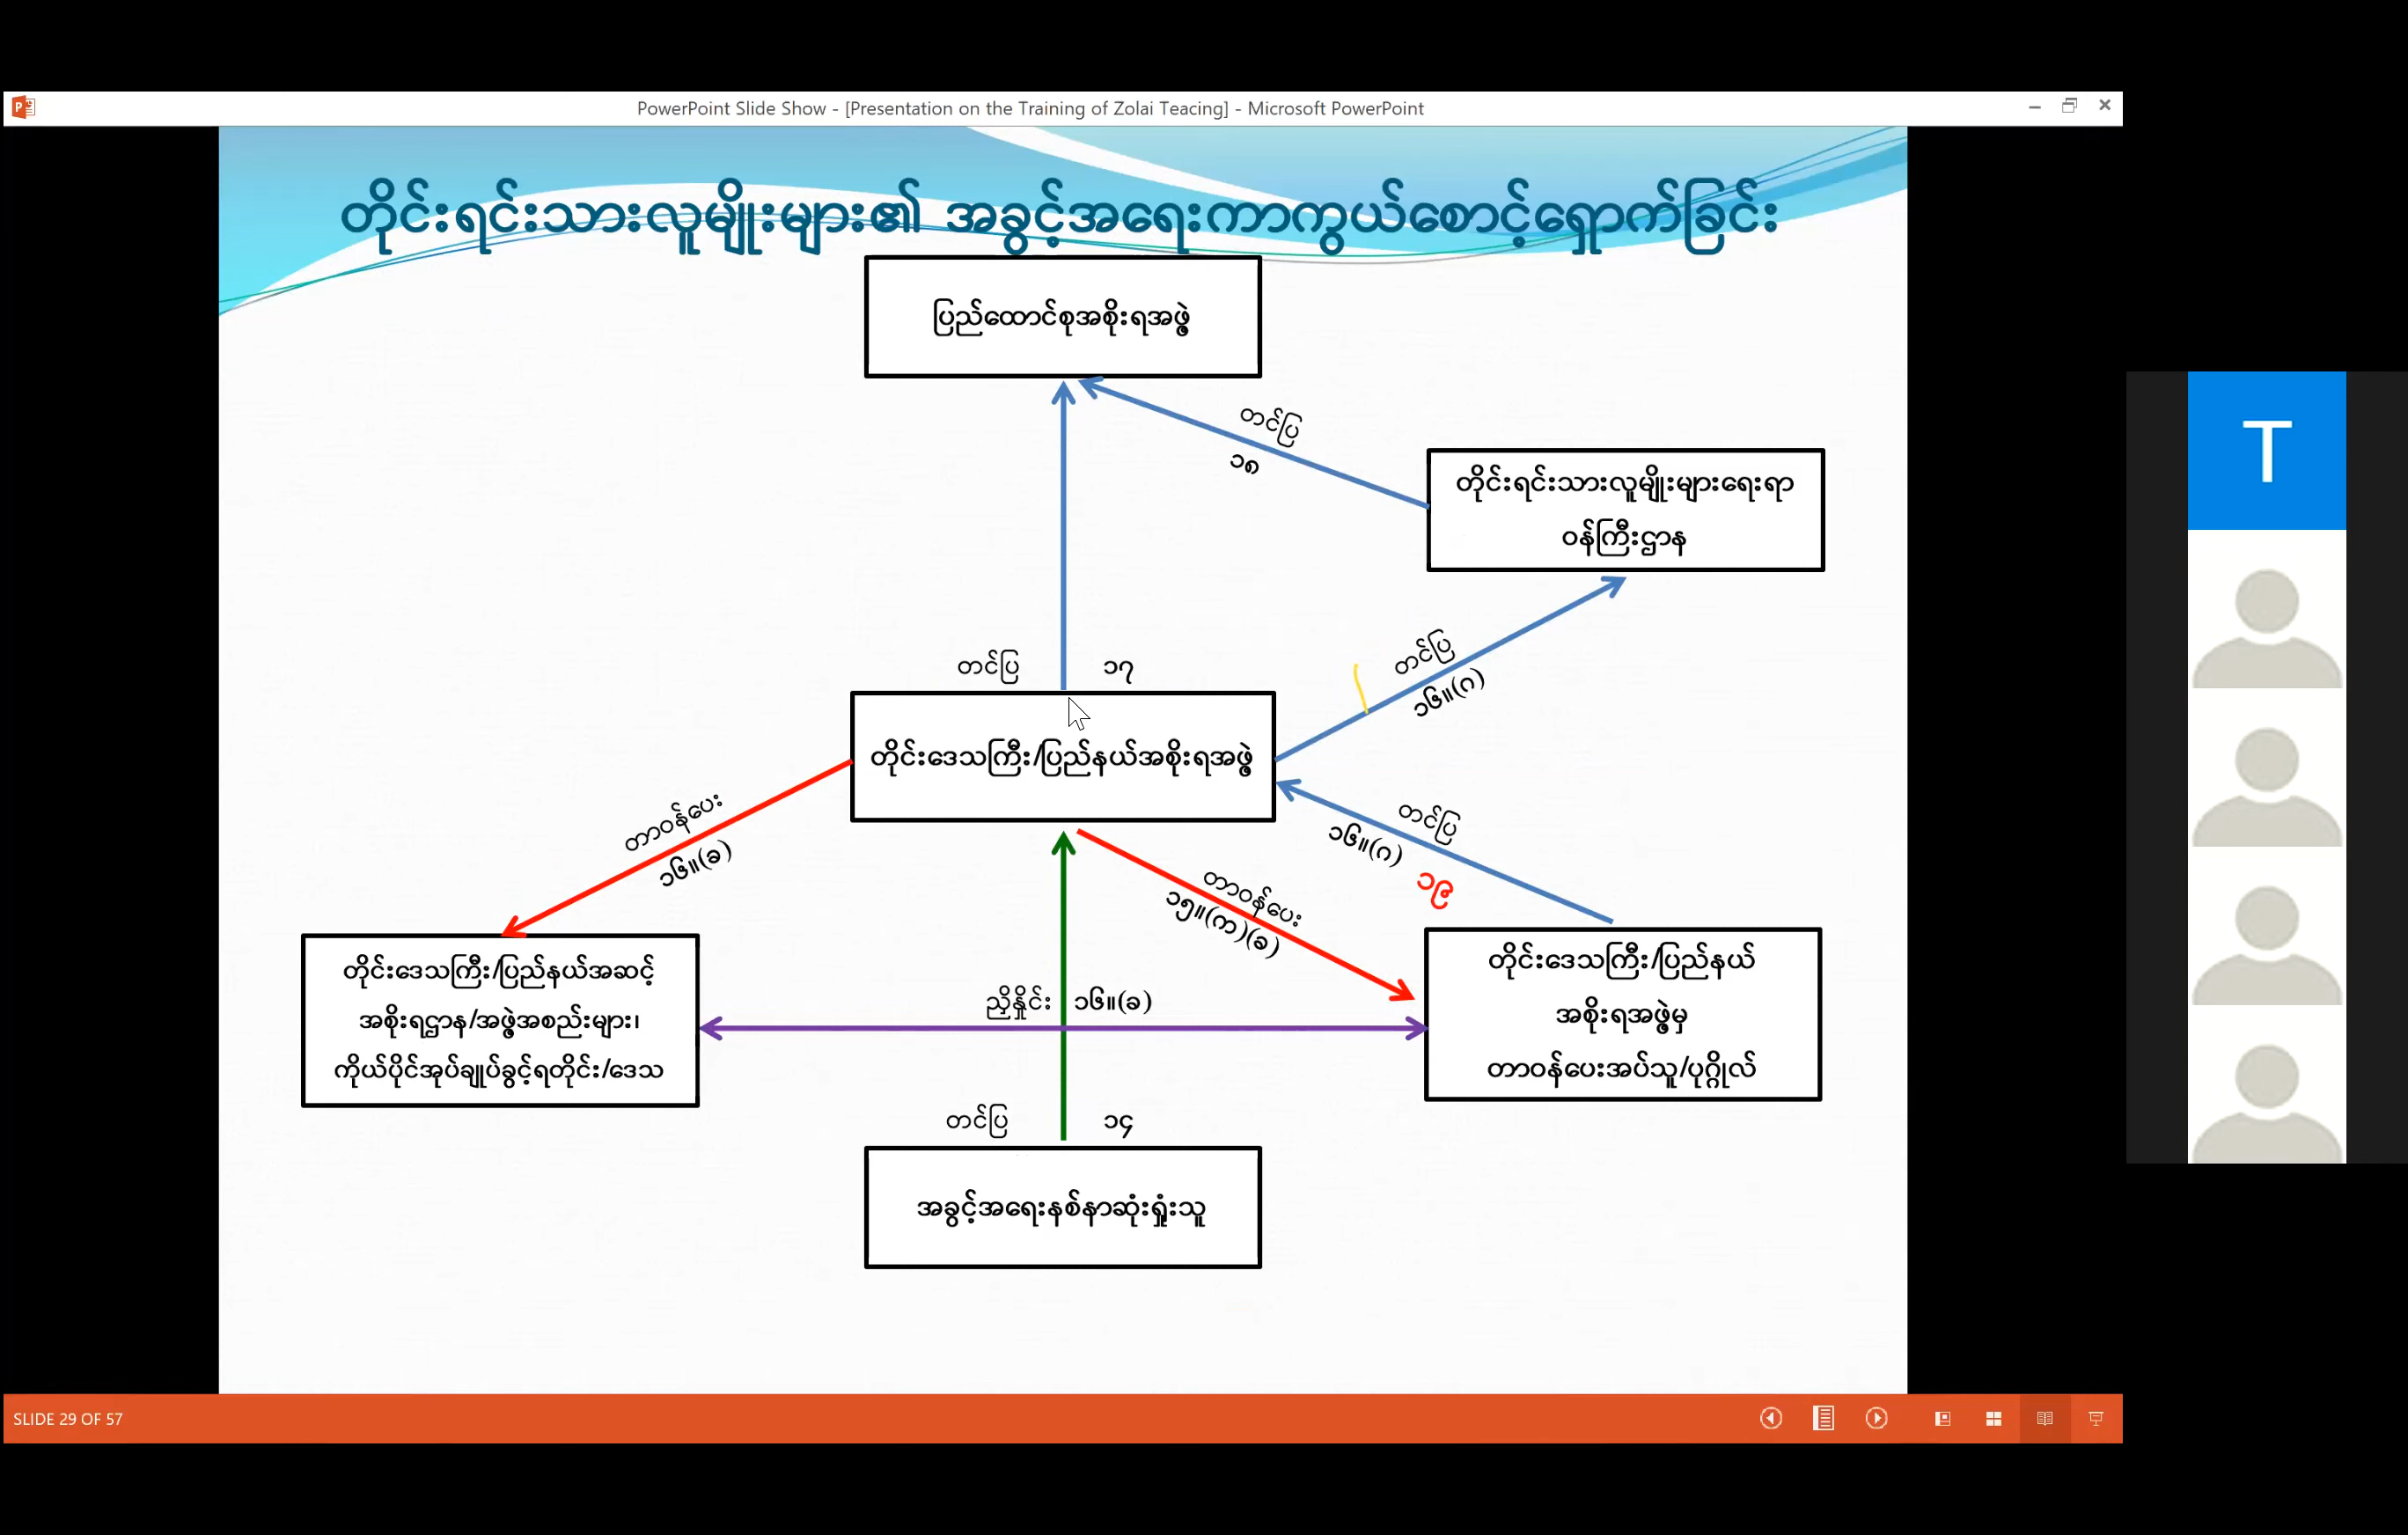 PowerPoint Slide Show - [Presentation on the Training of Zolai Teacing] - Microsoft PowerPoint
တိုင်းရင်းသားလူမျိုးများ၏ အခွင့်အရေးကာကွယ်စောင့်ရှောက်ခြင်း
ပြည်ထောင်စုအစိုးရအဖွဲ့
တင်ပြ
၁၈
တိုင်းရင်းသားလူမျိုးများရေးရာ
ဝန်ကြီးဌာန
T
တင်ပြ
၁၆။(ဂ)
တင်ပြ ၁၇
တိုင်းဒေသကြီး/ပြည်နယ်အစိုးရအဖွဲ့
တာဝန်ပေး
၁၆။(ခ)
တင်ပြ
၁၆။(ဂ) ၁၉
တာဝန်ပေး
၁၅။(က)(ခ)
တိုင်းဒေသကြီး/ပြည်နယ်အဆင့်
အစိုးရဌာန/အဖွဲ့အစည်းများ၊
ကိုယ်ပိုင်အုပ်ချုပ်ခွင့်ရတိုင်း/ဒေသ
ညှိနှိုင်း ၁၆။(ခ)
တိုင်းဒေသကြီး/ပြည်နယ်
အစိုးရအဖွဲ့မှ
တာဝန်ပေးအပ်သူ/ပုဂ္ဂိုလ်
တင်ပြ ၁၄
အခွင့်အရေးနစ်နာဆုံးရှုံးသူ
SLIDE 29 OF 57